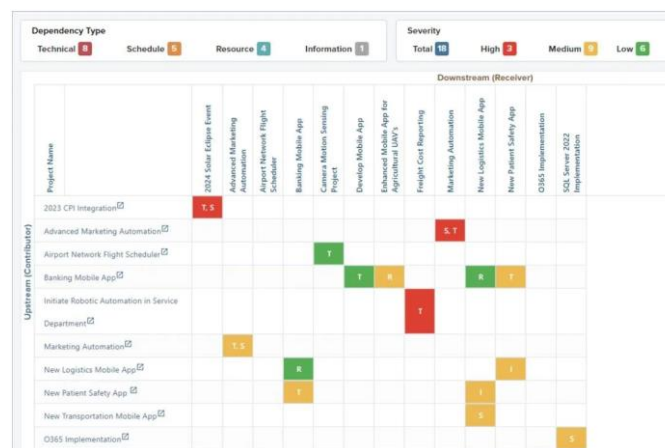 Dependency Type
Technical 8 Schedule 5 Resource 4 Information 1
Severity
Total 18 High 3 Medium 9 Low 6
Downstream (Receiver)
Upstream (Contributor)
Project Name
2024 Solar Eclipse Event
Advanced Marketing
Automation
Airport Network Flight
Scheduler
Banking Mobile App
Camera Motion Sensing
Project
Develop Mobile App
Enhanced Mobile App for
Agricultural UAV's
Freight Cost Reporting
Marketing Automation
New Logistics Mobile App
New Patient Safety App
O365 Implementation
SQL Server 2022
Implementation
2023 CPI Integration T, S
Advanced Marketing Automation S, T
Airport Network Flight Scheduler T
Banking Mobile App T R R T
Initiate Robotic Automation in Service
Department T
Marketing Automation T, S
New Logistics Mobile App R I
New Patient Safety App T I
New Transportation Mobile App S
O365 Implementation S